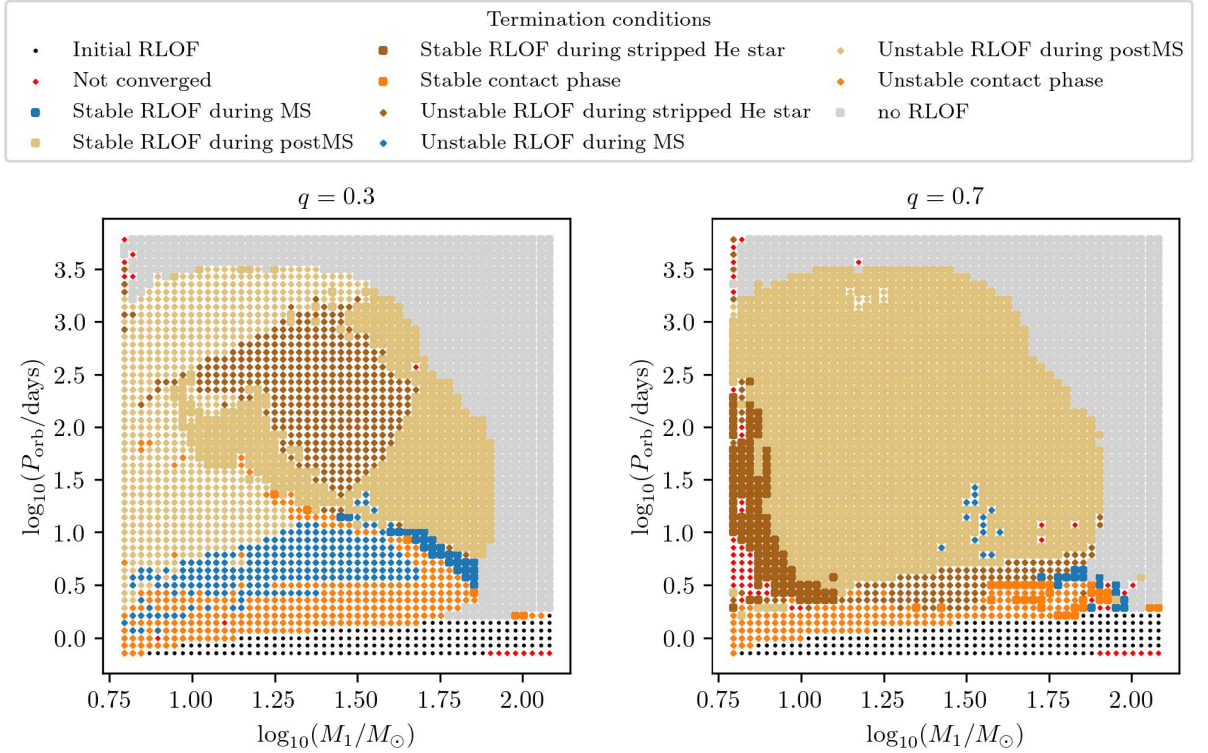 Termination conditions
Initial RLOF
Not converged
Stable RLOF during MS
Stable RLOF during postMS
Stable RLOF during stripped He star
Stable contact phase
Unstable RLOF during stripped He star
Unstable RLOF during MS
Unstable RLOF during postMS
Unstable contact phase
no RLOF
q = 0.3
log₁₀(P_orb/days)
3.5
3.0
2.5
2.0
1.5
1.0
0.5
0.0
0.75 1.00 1.25 1.50 1.75 2.00
log₁₀(M₁/M⊙)
q = 0.7
log₁₀(P_orb/days)
3.5
3.0
2.5
2.0
1.5
1.0
0.5
0.0
0.75 1.00 1.25 1.50 1.75 2.00
log₁₀(M₁/M⊙)